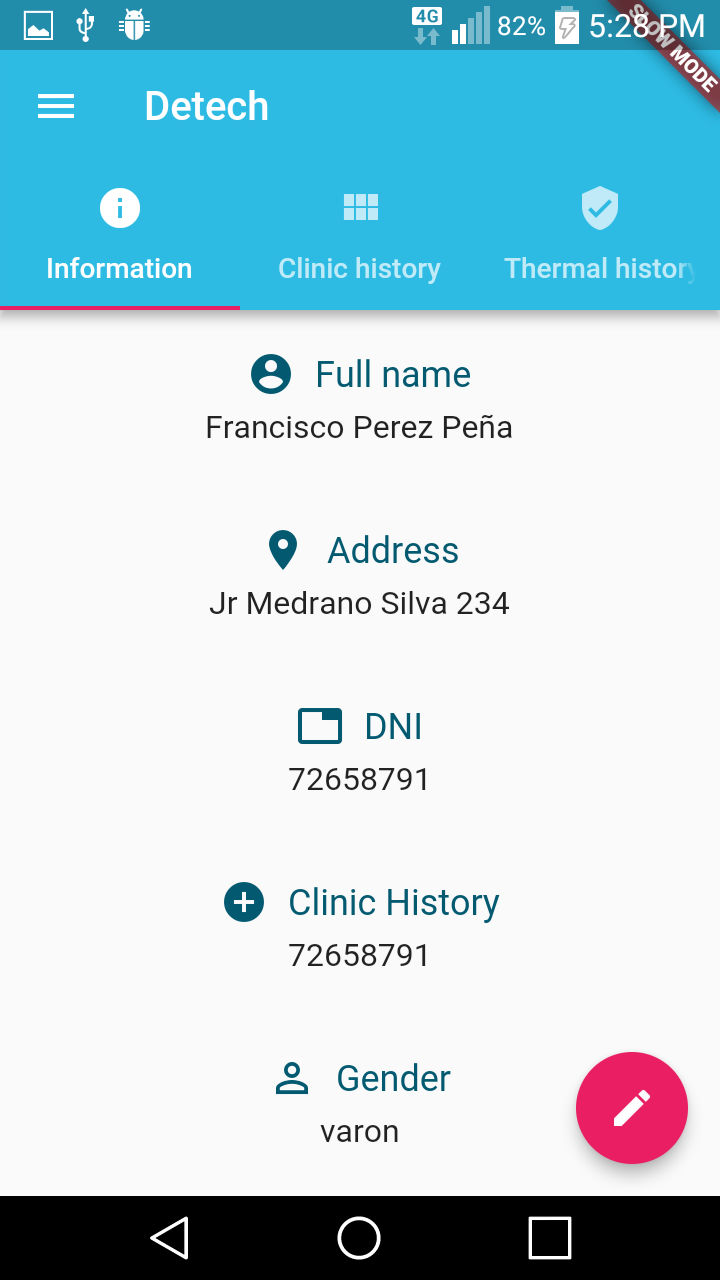 4G 82% 5:28 PM
SLOW MODE
Detech
Information Clinic history Thermal history
Full name
Francisco Perez Peña
Address
Jr Medrano Silva 234
DNI
72658791
Clinic History
72658791
Gender
varon